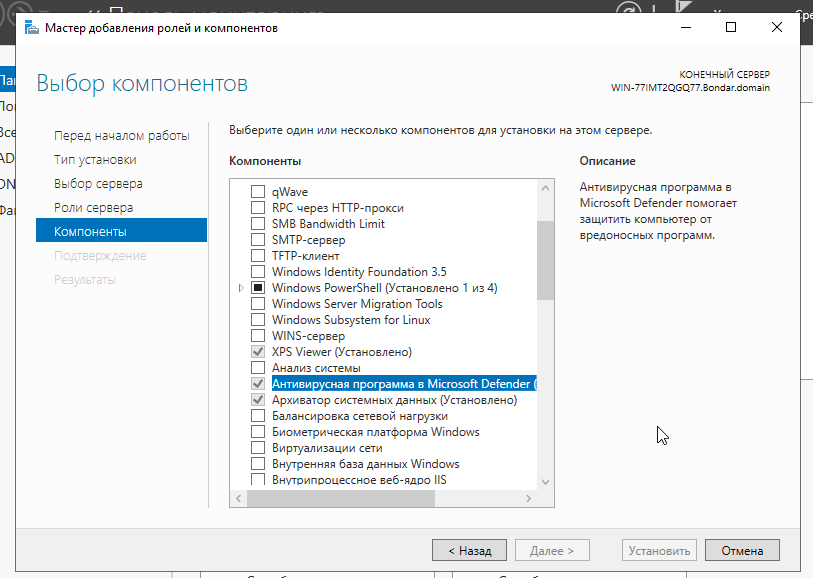 Мастер добавления ролей и компонентов
Выбор компонентов
КОНЕЧНЫЙ СЕРВЕР
WIN-77IMT2QGQ77.Bondar.domain
Перед началом работы
Тип установки
Выбор сервера
Роли сервера
Компоненты
Подтверждение
Результаты
Выберите один или несколько компонентов для установки на этом сервере.
Компоненты
qWave
RPC через HTTP-прокси
SMB Bandwidth Limit
SMTP-сервер
TFTP-клиент
Windows Identity Foundation 3.5
Windows PowerShell (Установлено 1 из 4)
Windows Server Migration Tools
Windows Subsystem for Linux
WINS-сервер
XPS Viewer (Установлено)
Анализ системы
Антивирусная программа в Microsoft Defender (
Архиватор системных данных (Установлено)
Балансировка сетевой нагрузки
Биометрическая платформа Windows
Виртуализации сети
Внутренняя база данных Windows
Внутрипроцессное веб-ядро IIS
Описание
Антивирусная программа в
Microsoft Defender помогает
защитить компьютер от
вредоносных программ.
< Назад
Далее >
Установить
Отмена